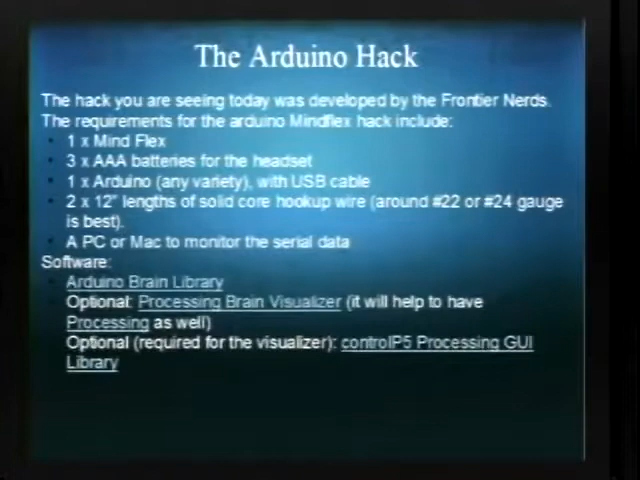 The Arduino Hack
The hack you are seeing today was developed by the Frontier Nerds.
The requirements for the arduino Mindflex hack include:
1 x Mind Flex
3 x AAA batteries for the headset
1 x Arduino (any variety), with USB cable
2 x 12" lengths of solid core hookup wire (around #22 or #24 gauge
is best).
A PC or Mac to monitor the serial data
Software:
Arduino Brain Library
Optional: Processing Brain Visualizer (it will help to have
Processing as well)
Optional (required for the visualizer): controlP5 Processing GUI
Library